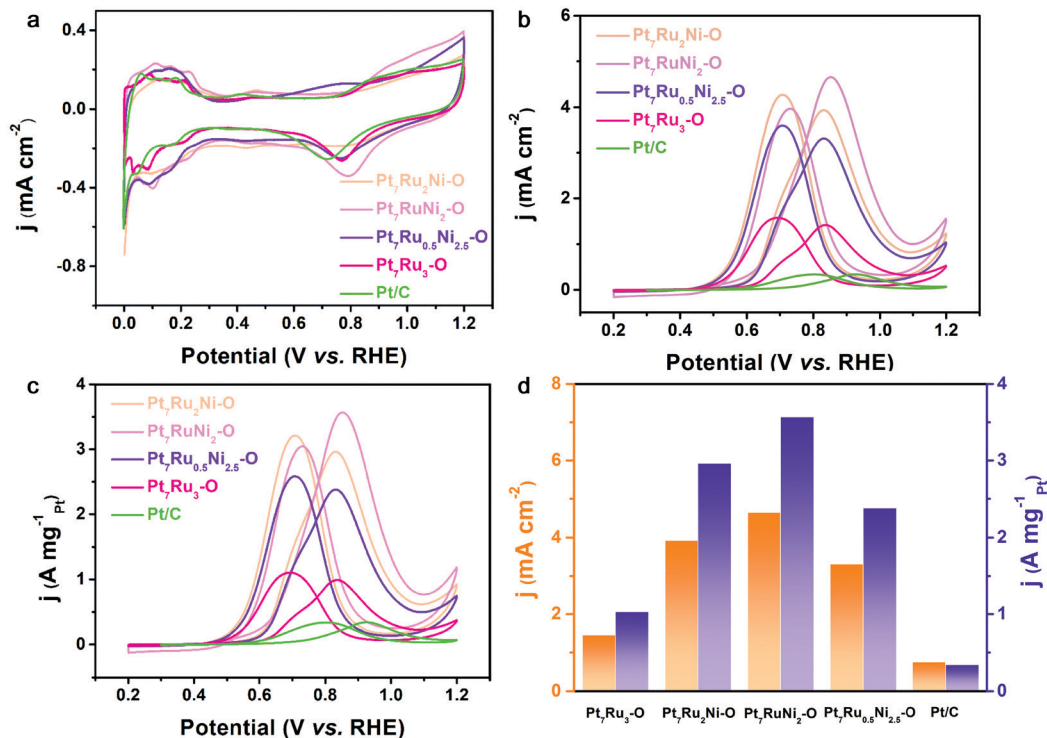 a
j (mA cm⁻²)
0.4
0.0
-0.4
-0.8
Pt₇Ru₂Ni-O
Pt₇RuNi₂-O
Pt₇Ru₀.₅Ni₂.₅-O
Pt₇Ru₃-O
Pt/C
0.0 0.2 0.4 0.6 0.8 1.0 1.2
Potential (V vs. RHE)
b
j (mA cm⁻²)
6
4
2
0
Pt₇Ru₂Ni-O
Pt₇RuNi₂-O
Pt₇Ru₀.₅Ni₂.₅-O
Pt₇Ru₃-O
Pt/C
0.2 0.4 0.6 0.8 1.0 1.2
Potential (V vs. RHE)
c
j (A mg⁻¹Pt)
4
3
2
1
0
Pt₇Ru₂Ni-O
Pt₇RuNi₂-O
Pt₇Ru₀.₅Ni₂.₅-O
Pt₇Ru₃-O
Pt/C
0.2 0.4 0.6 0.8 1.0 1.2
Potential (V vs. RHE)
d
j (mA cm⁻²)
8
6
4
2
0
4
3
2
1
0
j (A mg⁻¹Pt)
Pt₇Ru₃-O Pt₇Ru₂Ni-O Pt₇RuNi₂-O Pt₇Ru₀.₅Ni₂.₅-O Pt/C